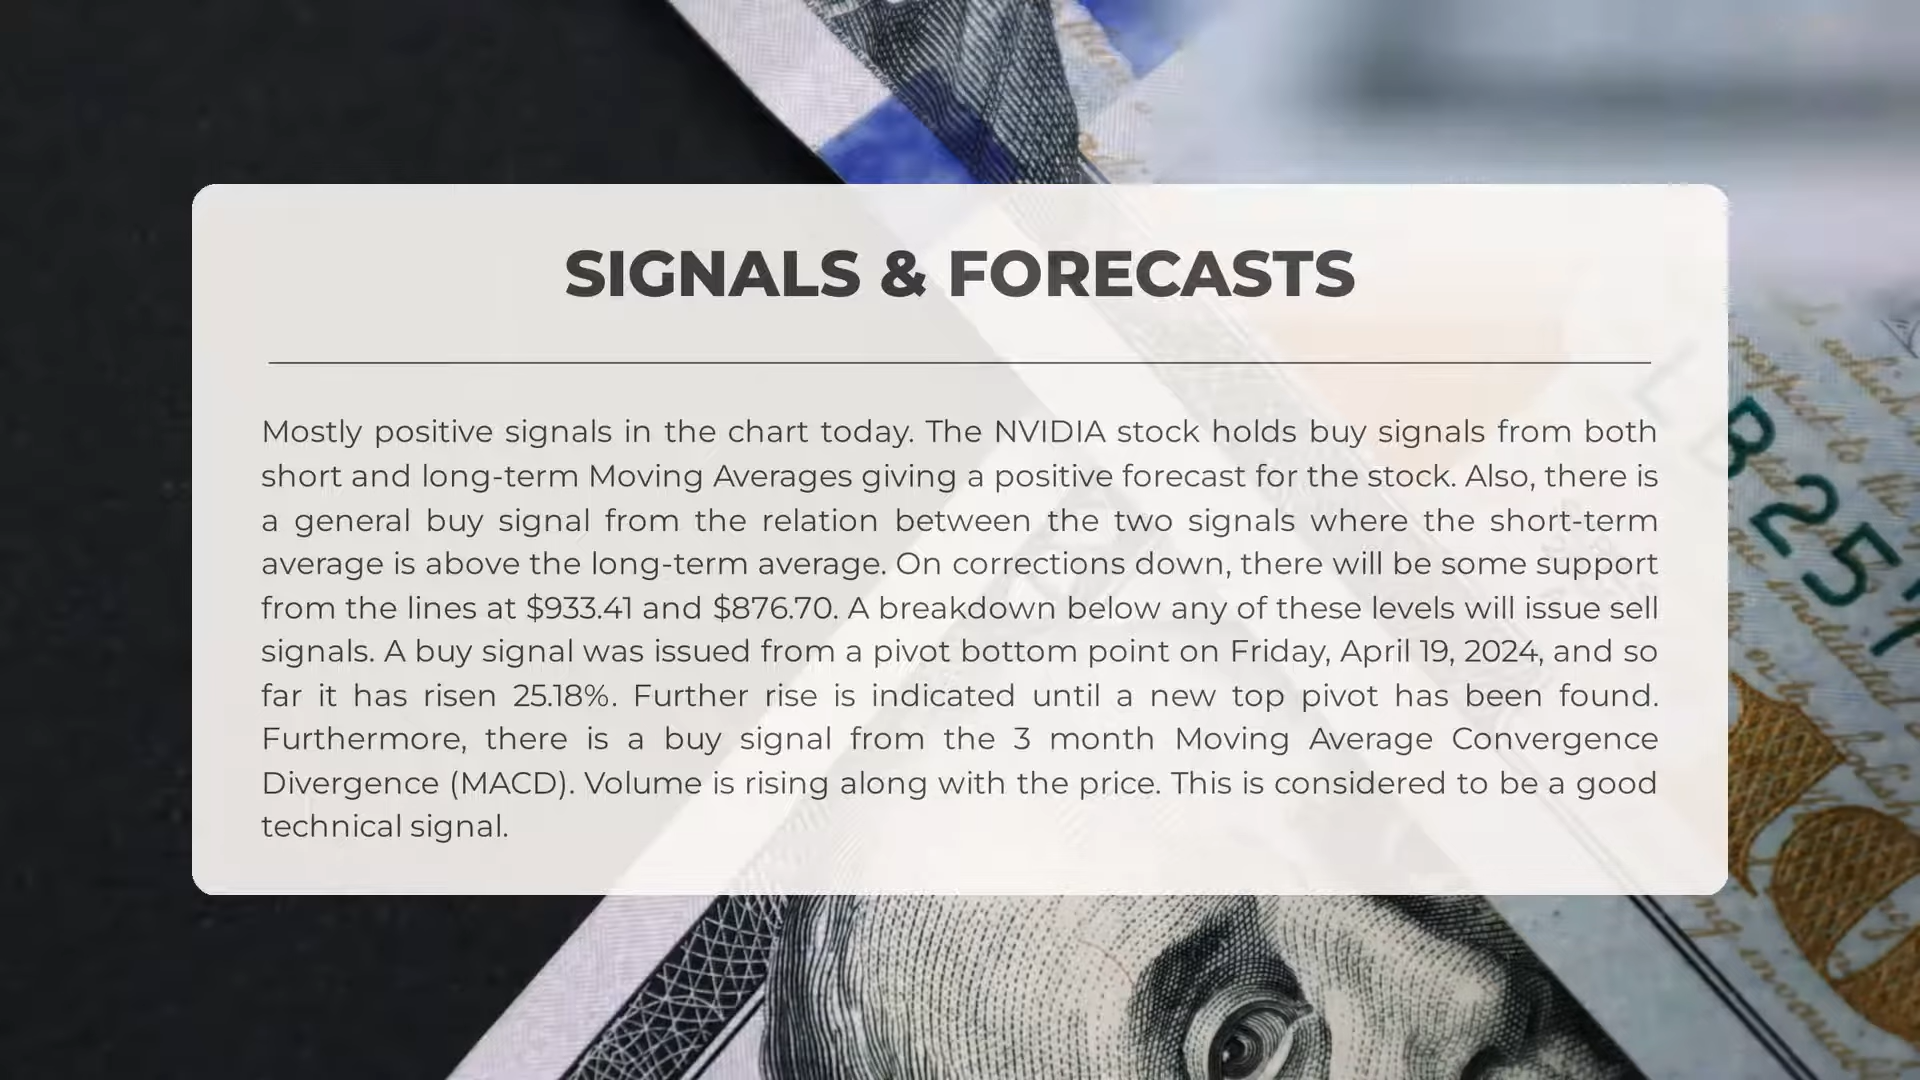 SIGNALS & FORECASTS
Mostly positive signals in the chart today. The NVIDIA stock holds buy signals from both
short and long-term Moving Averages giving a positive forecast for the stock. Also, there is
a general buy signal from the relation between the two signals where the short-term
average is above the long-term average. On corrections down, there will be some support
from the lines at $933.41 and $876.70. A breakdown below any of these levels will issue sell
signals. A buy signal was issued from a pivot bottom point on Friday, April 19, 2024, and so
far it has risen 25.18%. Further rise is indicated until a new top pivot has been found.
Furthermore, there is a buy signal from the 3 month Moving Average Convergence
Divergence (MACD). Volume is rising along with the price. This is considered to be a good
technical signal.